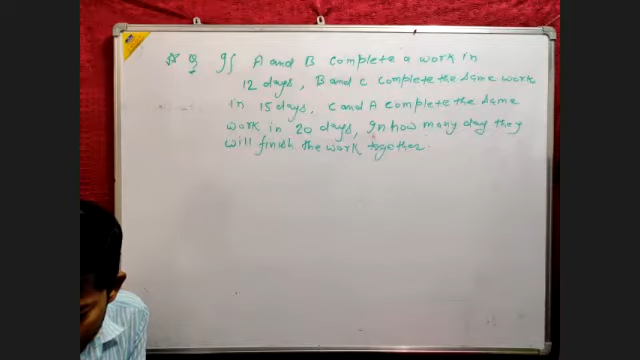 Q If A and B complete a work in
12 days, B and C complete the same work
in 15 days, C and A complete the same
work in 20 days, In how many day they
will finish the work together.